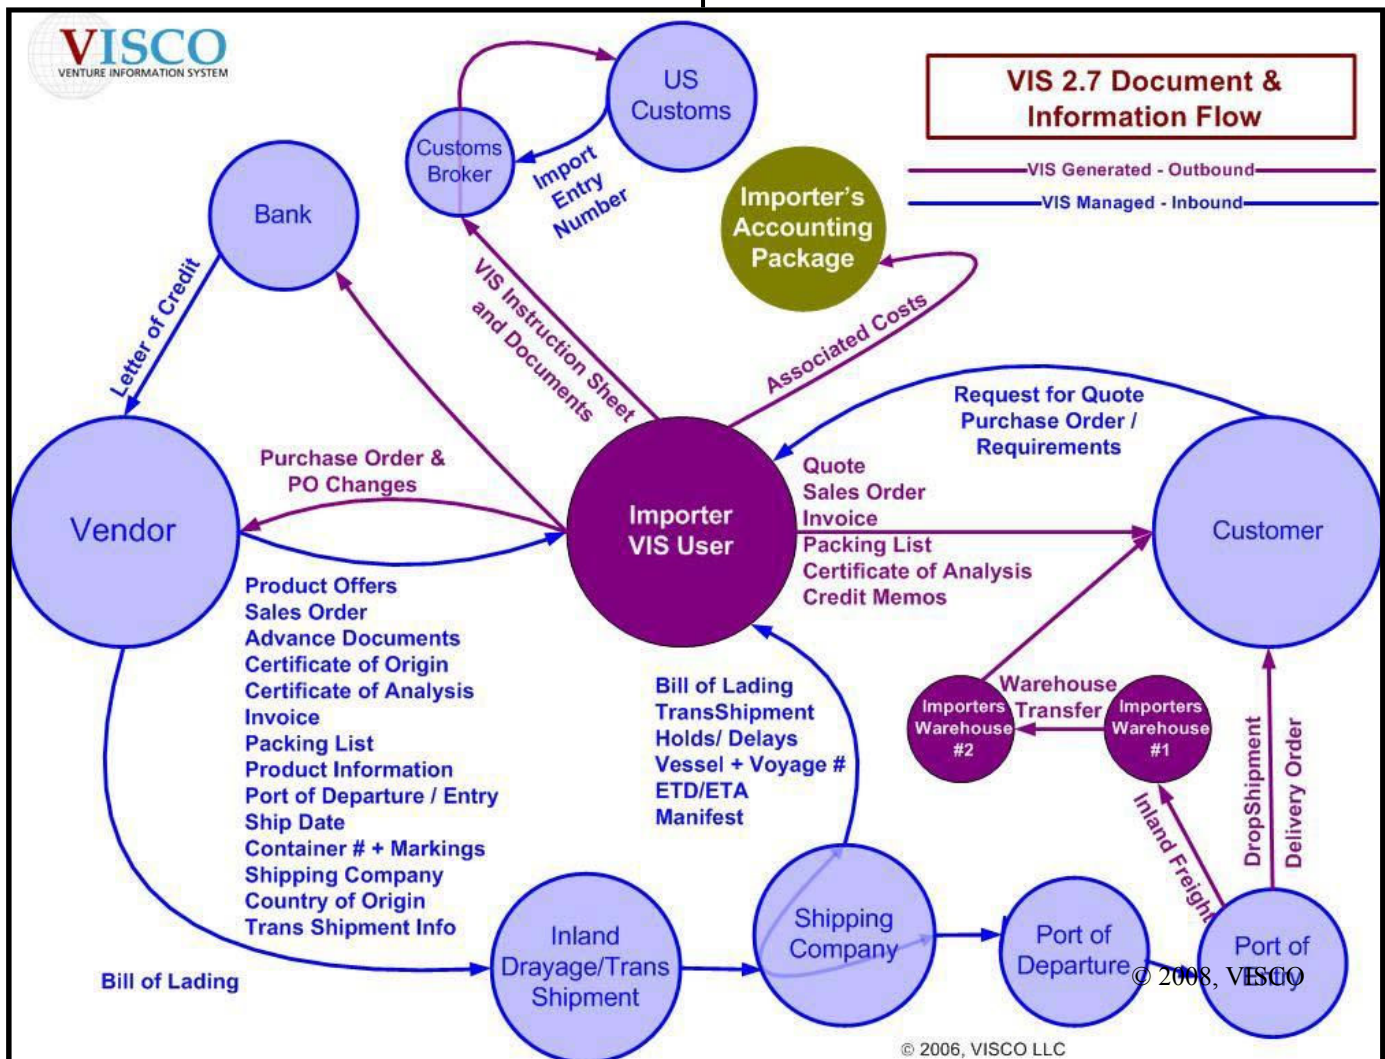 VISCO
VENTURE INFORMATION SYSTEM
US
Customs
VIS 2.7 Document &
Information Flow
VIS Generated - Outbound
VIS Managed - Inbound
Customs
Broker
Import
Entry
Number
Importer's
Accounting
Package
Bank
Letter of Credit
VIS Instruction Sheet
and Documents
Associated Costs
Request for Quote
Purchase Order /
Requirements
Purchase Order &
PO Changes
Vendor
Importer
VIS User
Quote
Sales Order
Invoice
Packing List
Certificate of Analysis
Credit Memos
Customer
Product Offers
Sales Order
Advance Documents
Certificate of Origin
Certificate of Analysis
Invoice
Packing List
Product Information
Port of Departure / Entry
Ship Date
Container # + Markings
Shipping Company
Country of Origin
Trans Shipment Info
Bill of Lading
TransShipment
Holds/ Delays
Vessel + Voyage #
ETD/ETA
Manifest
Importers
Warehouse
#2
Warehouse
Transfer
Importers
Warehouse
#1
Inland Freight
DropShipment
Delivery Order
Bill of Lading
Inland
Drayage/Trans
Shipment
Shipping
Company
Port of
Departure
Port of
Entry
© 2008, VISCO
© 2006, VISCO LLC